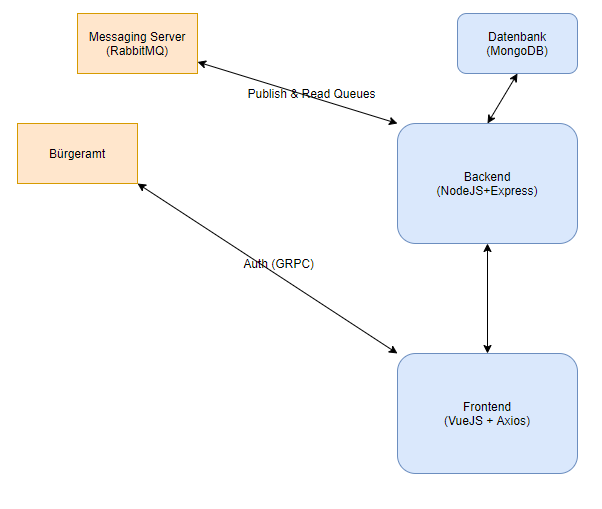 Messaging Server
(RabbitMQ)
Datenbank
(MongoDB)
Publish & Read Queues
Bürgeramt
Backend
(NodeJS+Express)
Auth (GRPC)
Frontend
(VueJS + Axios)